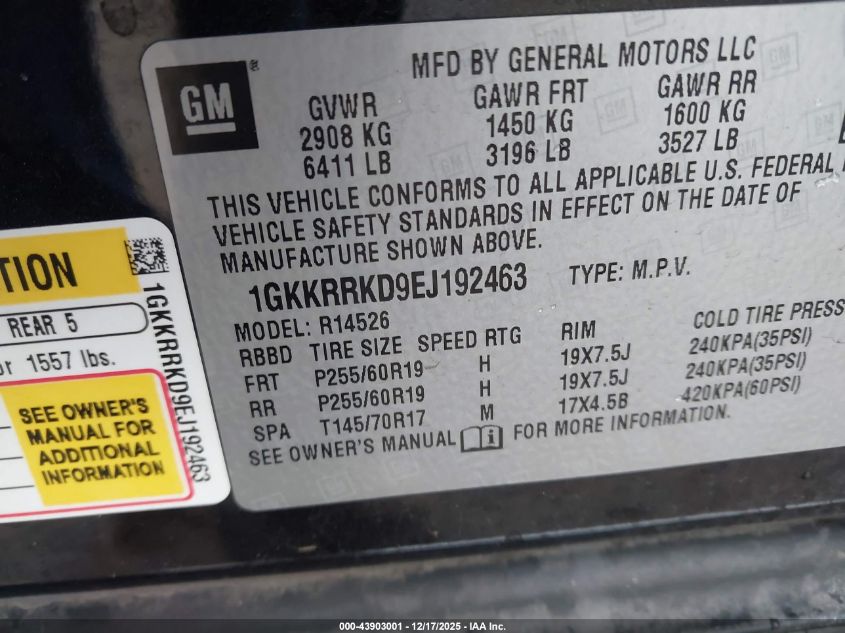 GM
®
MFD BY GENERAL MOTORS LLC
GVWR GAWR FRT GAWR RR
2908 KG 1450 KG 1600 KG
6411 LB 3196 LB 3527 LB
THIS VEHICLE CONFORMS TO ALL APPLICABLE U.S. FEDERAL
VEHICLE SAFETY STANDARDS IN EFFECT ON THE DATE OF
MANUFACTURE SHOWN ABOVE.
1GKKRRKD9EJ192463 TYPE: M.P.V.
MODEL: R14526
RBBD TIRE SIZE SPEED RTG RIM COLD TIRE PRESS
FRT P255/60R19 H 19X7.5J 240KPA(35PSI)
RR P255/60R19 H 19X7.5J 240KPA(35PSI)
SPA T145/70R17 M 17X4.5B 420KPA(60PSI)
SEE OWNER'S MANUAL i FOR MORE INFORMATION.
TION
REAR 5
or 1557 lbs.
SEE OWNER'S
MANUAL FOR
ADDITIONAL
INFORMATION
1GKKRRKD9EJ192463
000-43903001 - 12/17/2025 - IAA Inc.